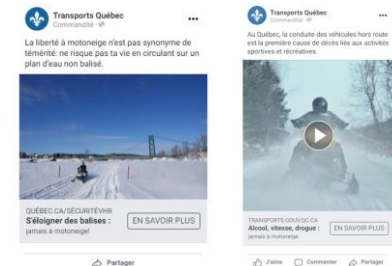 Transports Québec
Commandité ·
La liberté à motoneige n'est pas synonyme de
témérité: ne risque pas ta vie en circulant sur un
plan d'eau non balisé.
QUÉBEC.CA/SÉCURITÉVHR
S'éloigner des balises :
jamais à motoneige!
EN SAVOIR PLUS
Partager
Transports Québec
Commandité ·
Au Québec, la conduite des véhicules hors route
est la première cause de décès liés aux activités
sportives et récréatives.
TRANSPORTS.GOUV.QC.CA
Alcool, vitesse, drogue :
jamais à motoneige.
EN SAVOIR PLUS
J'aime
Commenter
Partager